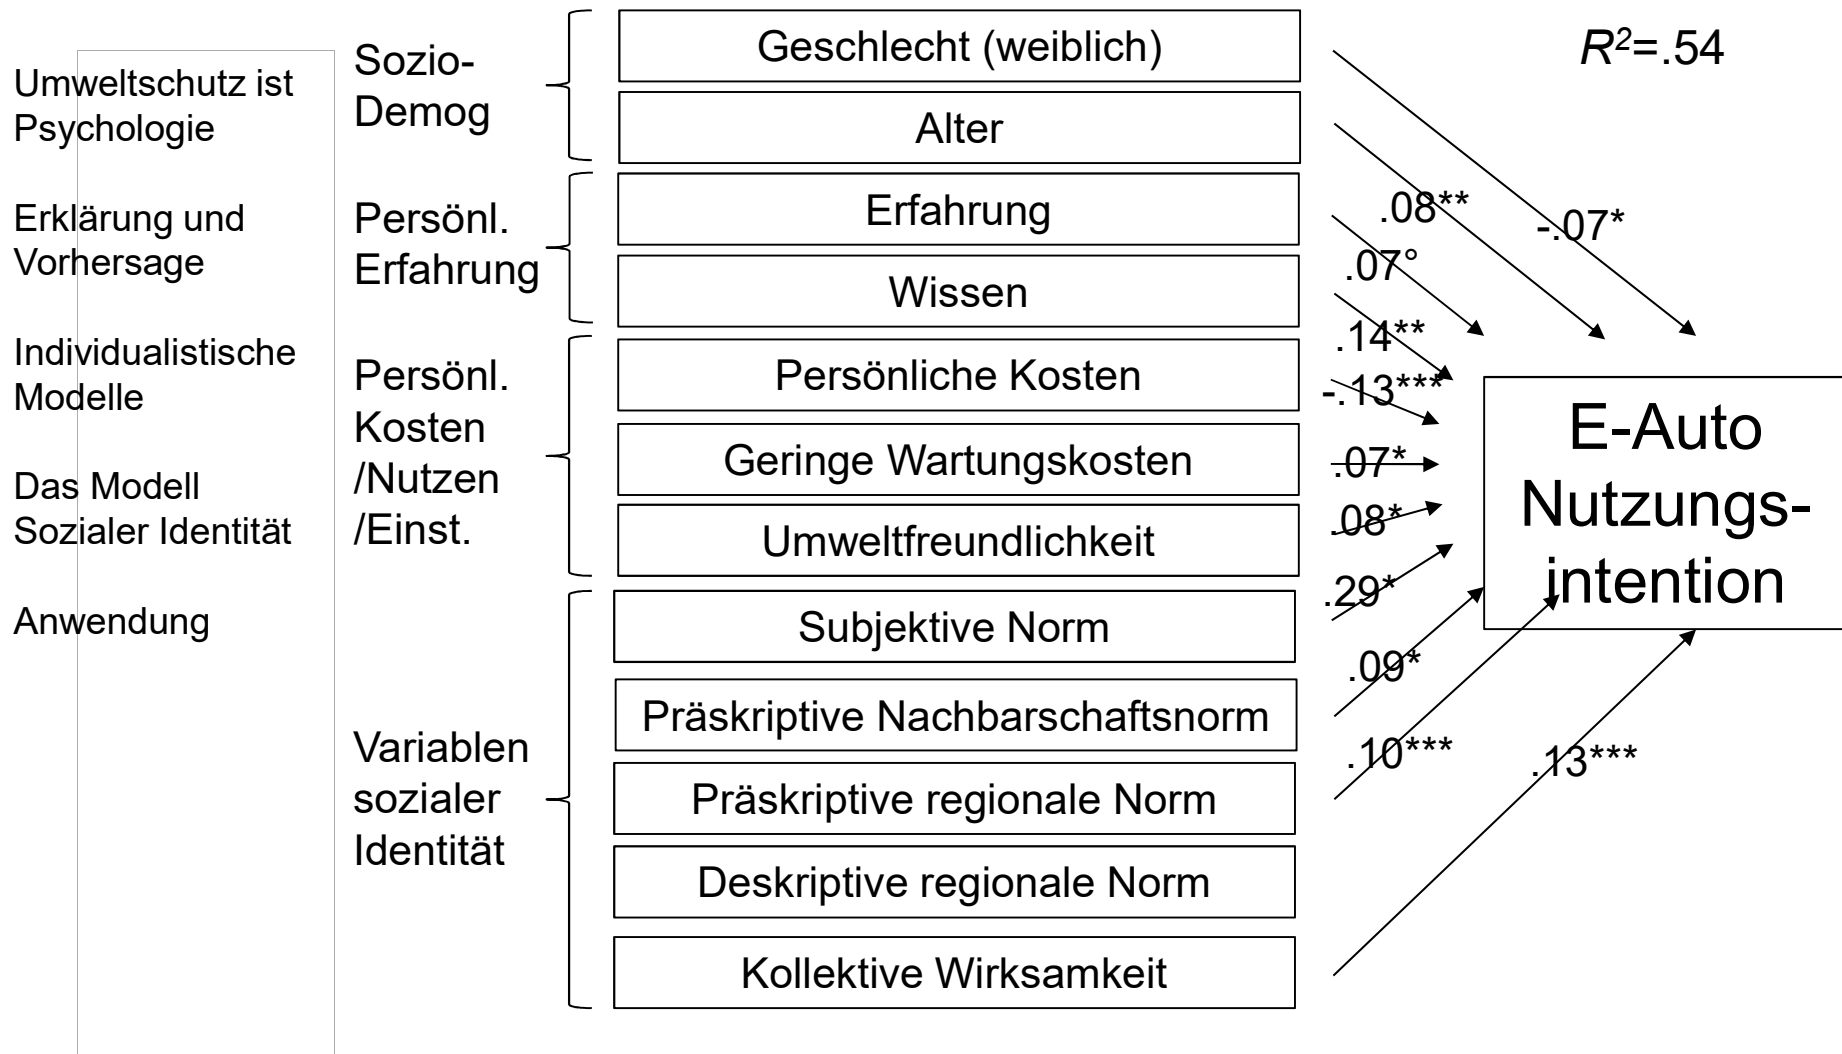 Umweltschutz ist
Psychologie
Erklärung und
Vorhersage
Individualistische
Modelle
Das Modell
Sozialer Identität
Anwendung
Sozio-
Demog
Geschlecht (weiblich)
Alter
Persönl.
Erfahrung
Erfahrung
Wissen
Persönl.
Kosten
/Nutzen
/Einst.
Persönliche Kosten
Geringe Wartungskosten
Umweltfreundlichkeit
Variablen
sozialer
Identität
Subjektive Norm
Präskriptive Nachbarschaftsnorm
Präskriptive regionale Norm
Deskriptive regionale Norm
Kollektive Wirksamkeit
-.07*
.08**
.07°
.14**
-.13***
.07*
.08*
.29*
.09*
.10***
.13***
R²=.54
E-Auto
Nutzungs-
intention